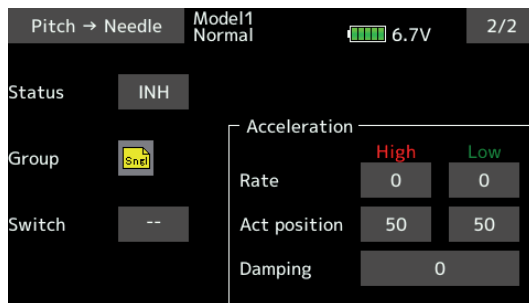 Pitch → Needle
Model1
Normal
6.7V
2/2
Status
INH
Acceleration
Group
Sngl
High
Low
Rate
0
0
Switch
--
Act position
50
50
Damping
0